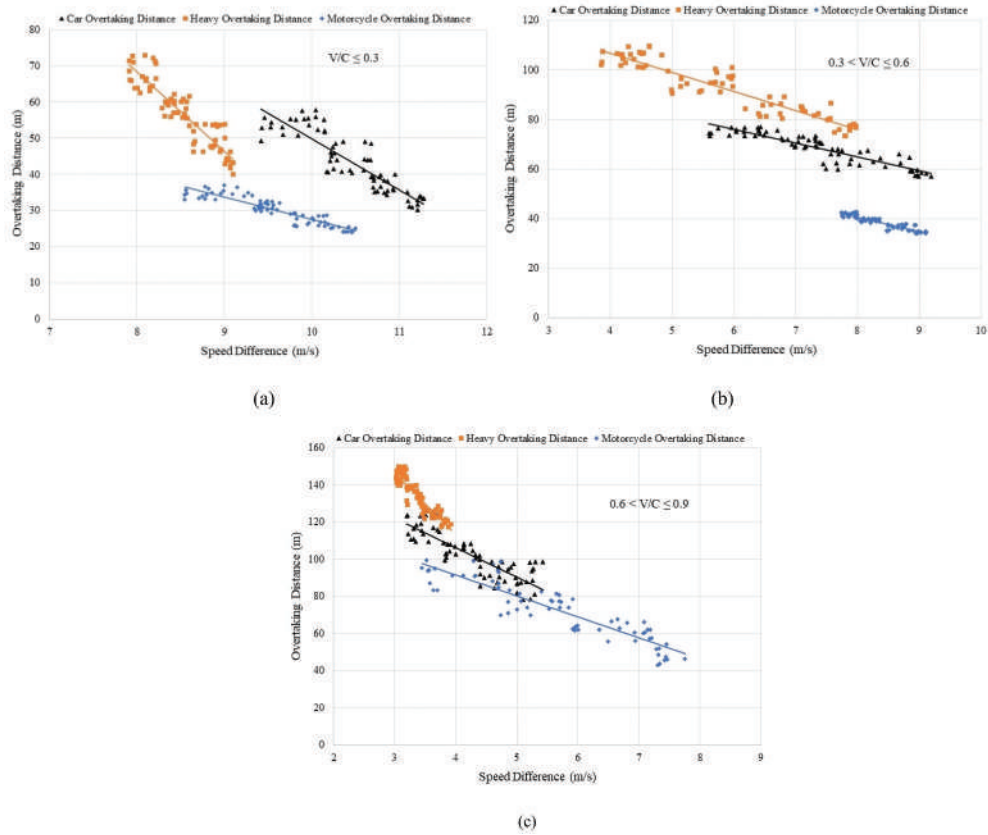 ▲ Car Overtaking Distance ■ Heavy Overtaking Distance ◆ Motorcycle Overtaking Distance
80
70
60
50
40
30
20
10
0
V/C ≤ 0.3
Overtaking Distance (m)
7 8 9 10 11 12
Speed Difference (m/s)
(a)
▲ Car Overtaking Distance ■ Heavy Overtaking Distance ◆ Motorcycle Overtaking Distance
120
100
80
60
40
20
0
0.3 < V/C ≤ 0.6
Overtaking Distance (m)
3 4 5 6 7 8 9 10
Speed Difference (m/s)
(b)
▲ Car Overtaking Distance ■ Heavy Overtaking Distance ◆ Motorcycle Overtaking Distance
160
140
120
100
80
60
40
20
0
0.6 < V/C ≤ 0.9
Overtaking Distance (m)
2 3 4 5 6 7 8 9
Speed Difference (m/s)
(c)